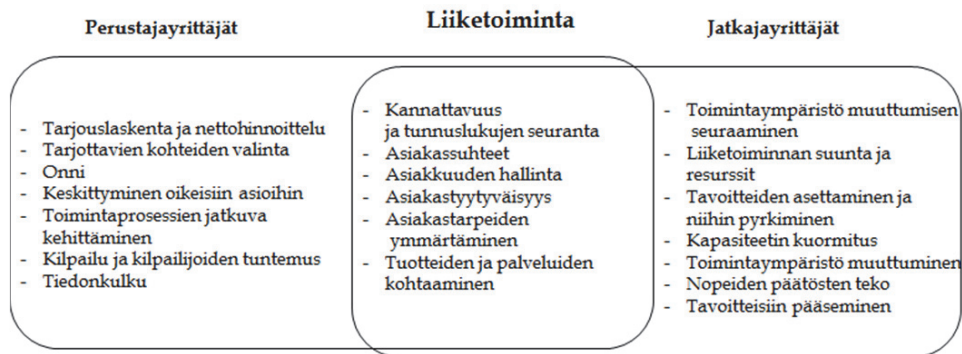 Perustajayrittäjät
Liiketoiminta
Jatkajayrittäjät
- Tarjouslaskenta ja nettohinnoittelu
- Tarjottavien kohteiden valinta
- Onni
- Keskittyminen oikeisiin asioihin
- Toimintaprosessien jatkuva
kehittäminen
- Kilpailu ja kilpailijoiden tuntemus
- Tiedonkulku
- Kannattavuus
ja tunnuslukujen seuranta
- Asiakassuhteet
- Asiakkuuden hallinta
- Asiakastyytyväisyys
- Asiakastarpeiden
ymmärtäminen
- Tuotteiden ja palveluiden
kohtaaminen
- Toimintaympäristö muuttumisen
seuraaminen
- Liiketoiminnan suunta ja
resurssit
- Tavoitteiden asettaminen ja
niihin pyrkiminen
- Kapasiteetin kuormitus
- Toimintaympäristö muuttuminen
- Nopeiden päätösten teko
- Tavoitteisiin pääseminen